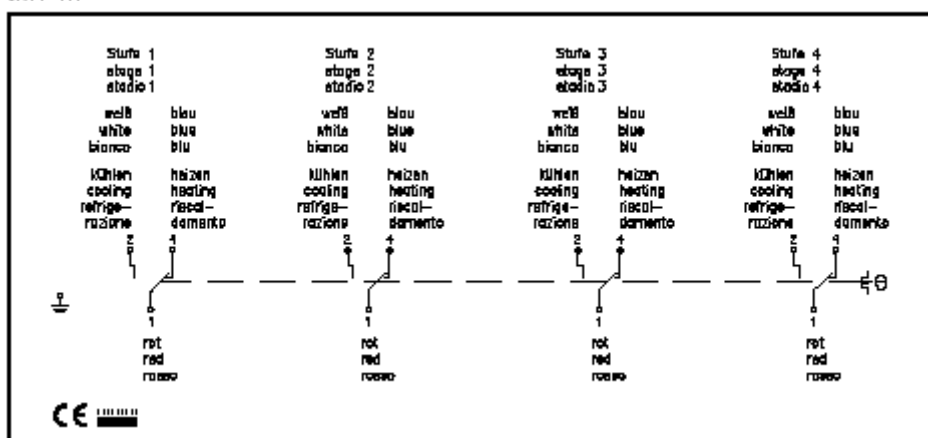 Stufe 1
stage 1
stadio 1
weiß blau
white blue
bianco blu
kühlen heizen
cooling heating
refrige- riscal-
razione damento
2 4
1
rot
red
rosso
Stufe 2
stage 2
stadio 2
weiß blau
white blue
bianco blu
kühlen heizen
cooling heating
refrige- riscal-
razione damento
2 4
1
rot
red
rosso
Stufe 3
stage 3
stadio 3
weiß blau
white blue
bianco blu
kühlen heizen
cooling heating
refrige- riscal-
razione damento
2 4
1
rot
red
rosso
Stufe 4
stage 4
stadio 4
weiß blau
white blue
bianco blu
kühlen heizen
cooling heating
refrige- riscal-
razione damento
2 4
1
rot
red
rosso
CE